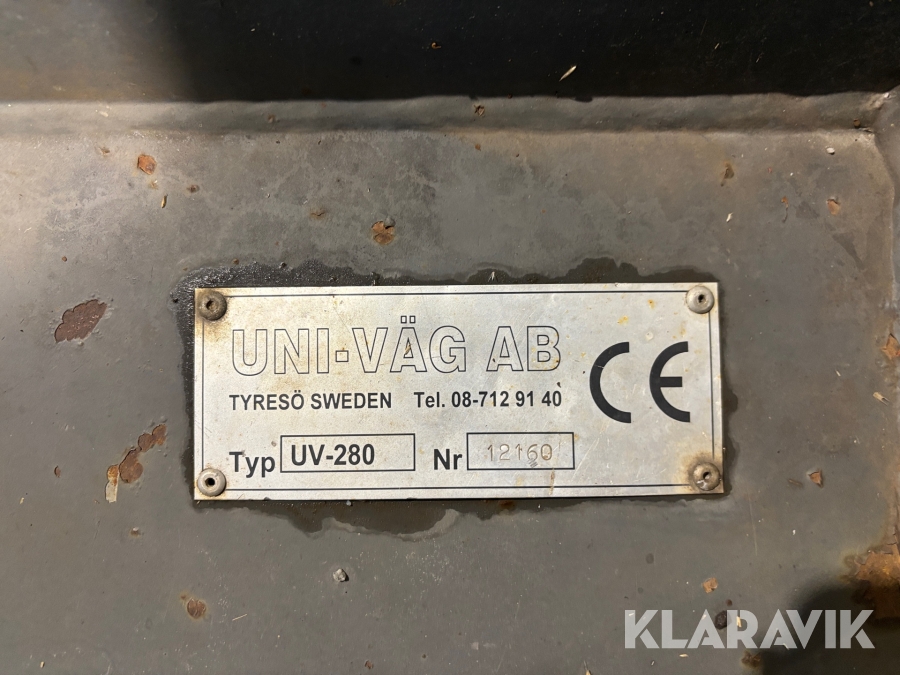 UNI-VÄG AB
CE
TYRESÖ SWEDEN Tel. 08-712 91 40
Typ UV-280 Nr 12160
KLARAVIK